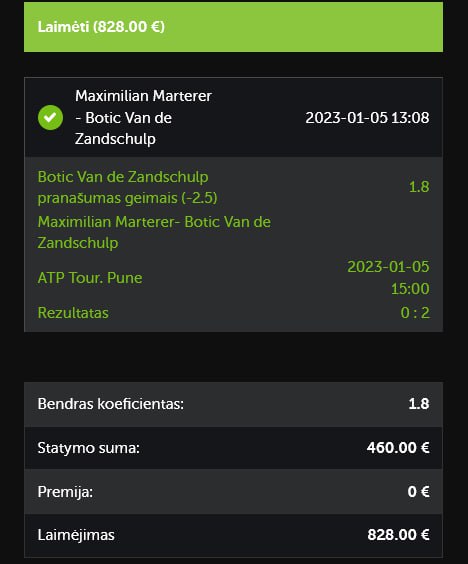 Laimėti (828.00 €)
Maximilian Marterer
- Botic Van de
Zandschulp
2023-01-05 13:08
Botic Van de Zandschulp
pranašumas geimais (-2.5)
1.8
Maximilian Marterer- Botic Van de
Zandschulp
ATP Tour. Pune
2023-01-05
15:00
Rezultatas 0 : 2
Bendras koeficientas: 1.8
Statymo suma: 460.00 €
Premija: 0 €
Laimėjimas 828.00 €